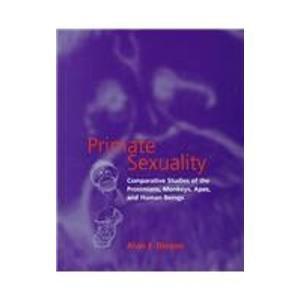 Primate
Sexuality
Comparative Studies of the
Prosimians, Monkeys, Apes,
and Human Beings
Alan F. Dixson